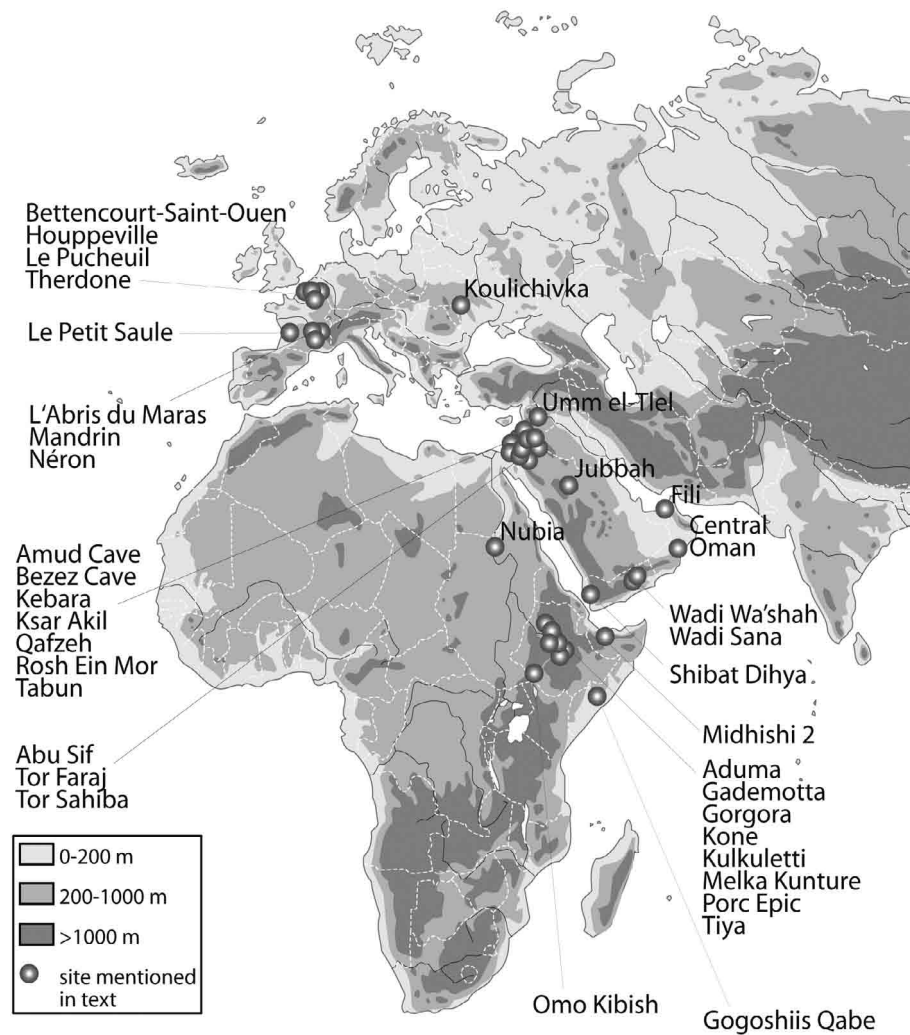 Bettencourt-Saint-Ouen
Houppeville
Le Pucheuil
Therdone
Koulichivka
Le Petit Saule
L'Abris du Maras
Mandrin
Néron
Umm el-Tlel
Jubbah
Fili
Central
Oman
Nubia
Amud Cave
Bezez Cave
Kebara
Ksar Akil
Qafzeh
Rosh Ein Mor
Tabun
Wadi Wa'shah
Wadi Sana
Shibat Dihya
Midhishi 2
Abu Sif
Tor Faraj
Tor Sahiba
Aduma
Gademotta
Gorgora
Kone
Kulkuletti
Melka Kunture
Porc Epic
Tiya
0-200 m
200-1000 m
>1000 m
site mentioned
in text
Omo Kibish
Gogoshiis Qabe